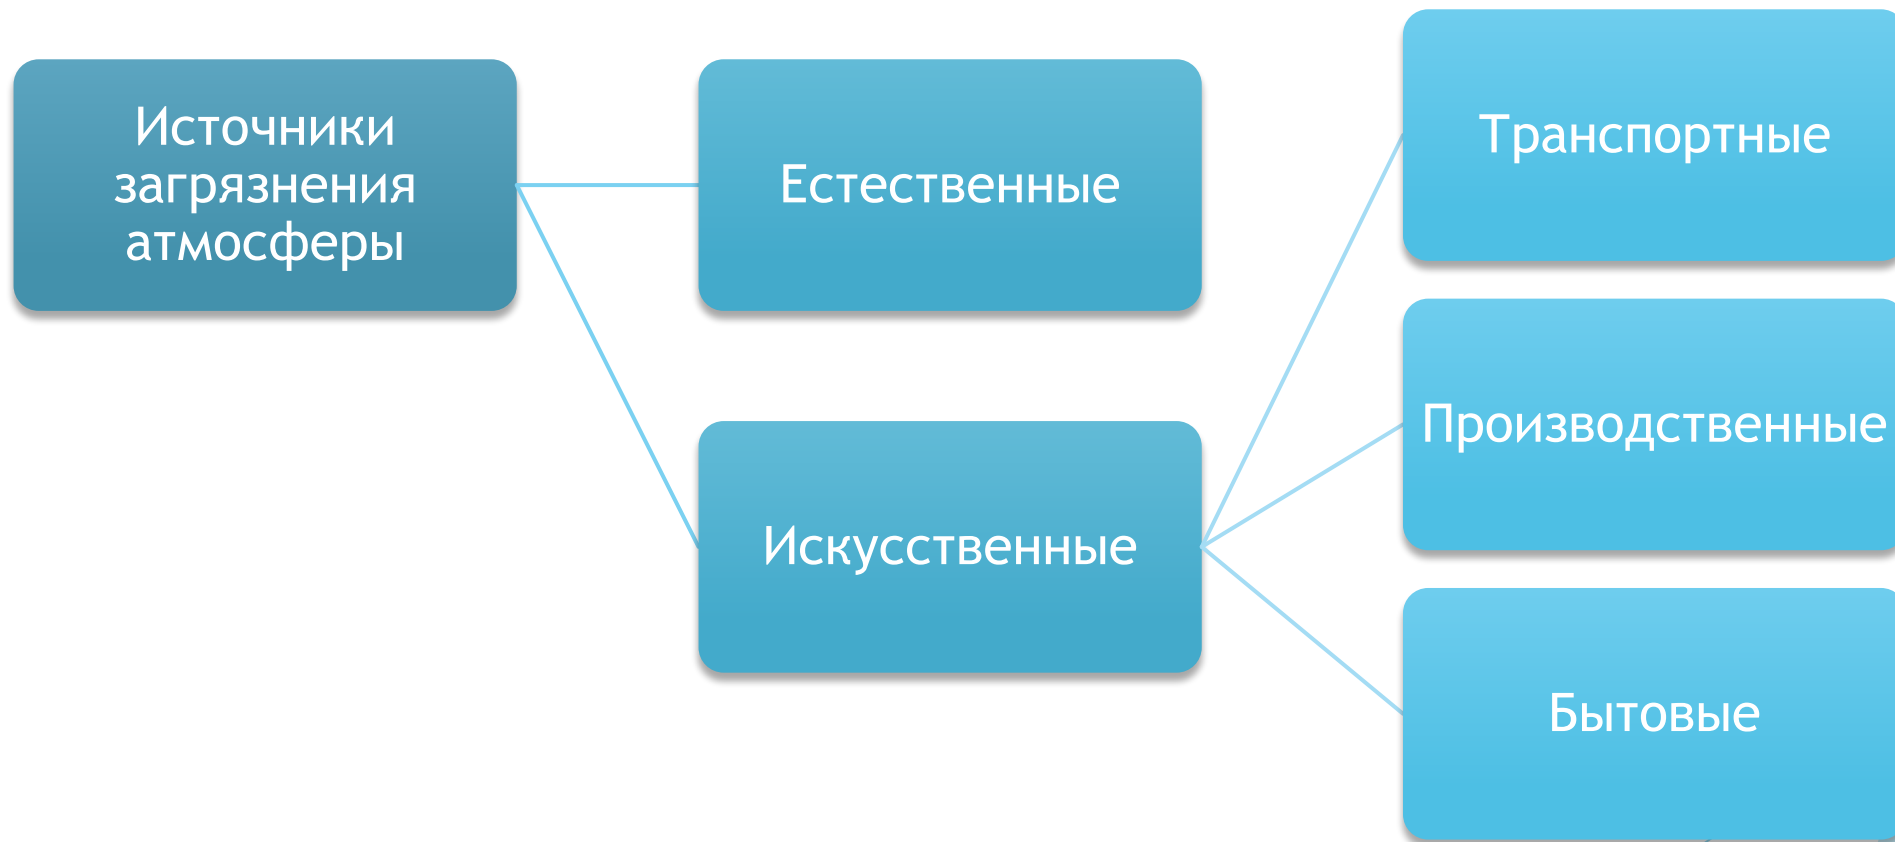 Источники
загрязнения
атмосферы
Естественные
Искусственные
Транспортные
Производственные
Бытовые